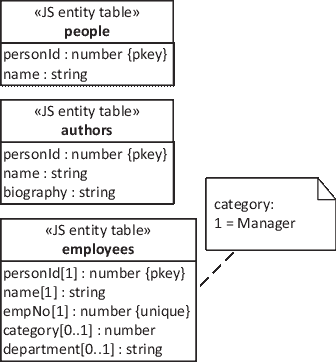 «JS entity table»
people
personId : number {pkey}
name : string
«JS entity table»
authors
personId : number {pkey}
name : string
biography : string
category:
1 = Manager
«JS entity table»
employees
personId[1] : number {pkey}
name[1] : string
empNo[1] : number {unique}
category[0..1] : number
department[0..1] : string